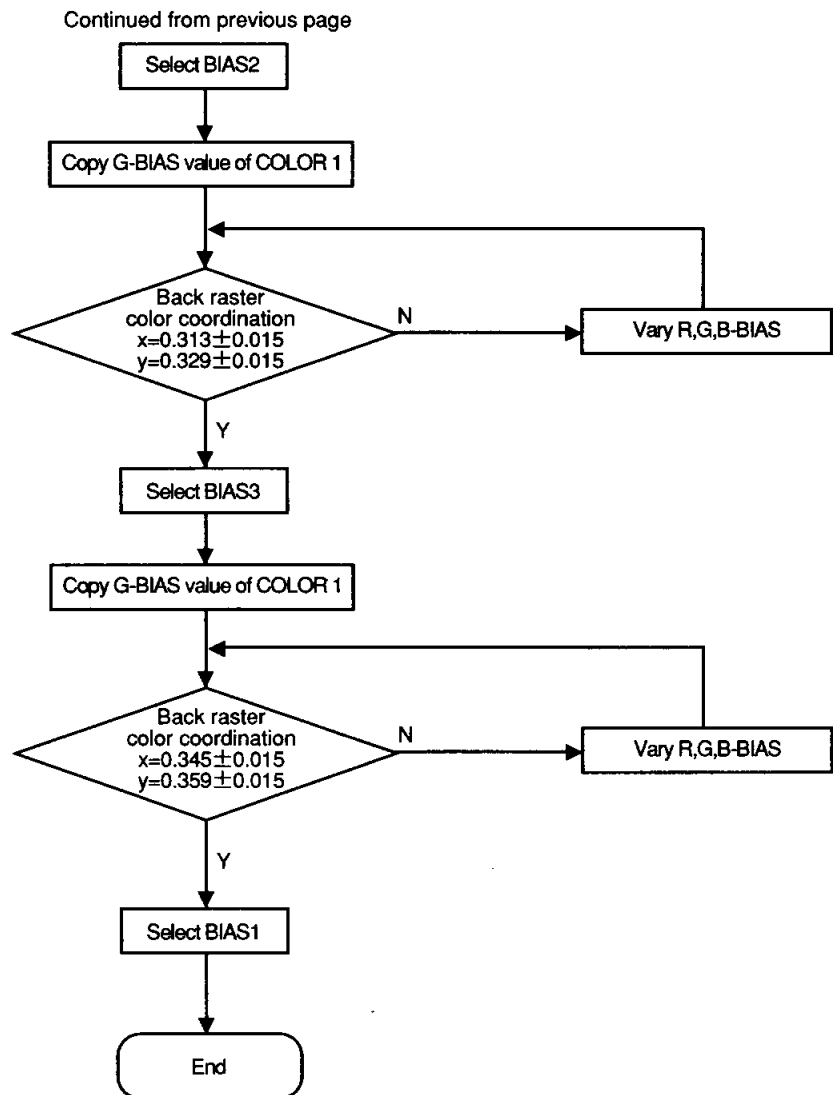 Continued from previous page
Select BIAS2
Copy G-BIAS value of COLOR 1
Back raster
color coordination
x=0.313±0.015
y=0.329±0.015
N
Vary R,G,B-BIAS
Y
Select BIAS3
Copy G-BIAS value of COLOR 1
Back raster
color coordination
x=0.345±0.015
y=0.359±0.015
N
Vary R,G,B-BIAS
Y
Select BIAS1
End